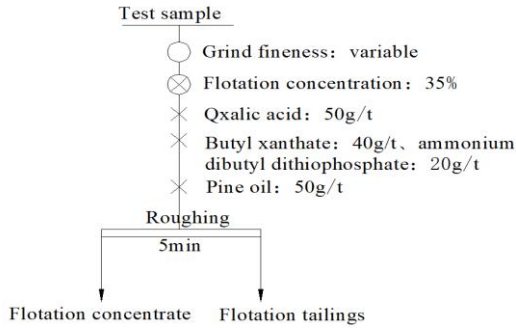 Test sample
Grind fineness：variable
Flotation concentration：35%
Qxalic acid：50g/t
Butyl xanthate：40g/t、ammonium
dibutyl dithiophosphate：20g/t
Pine oil：50g/t
Roughing
5min
Flotation concentrate
Flotation tailings